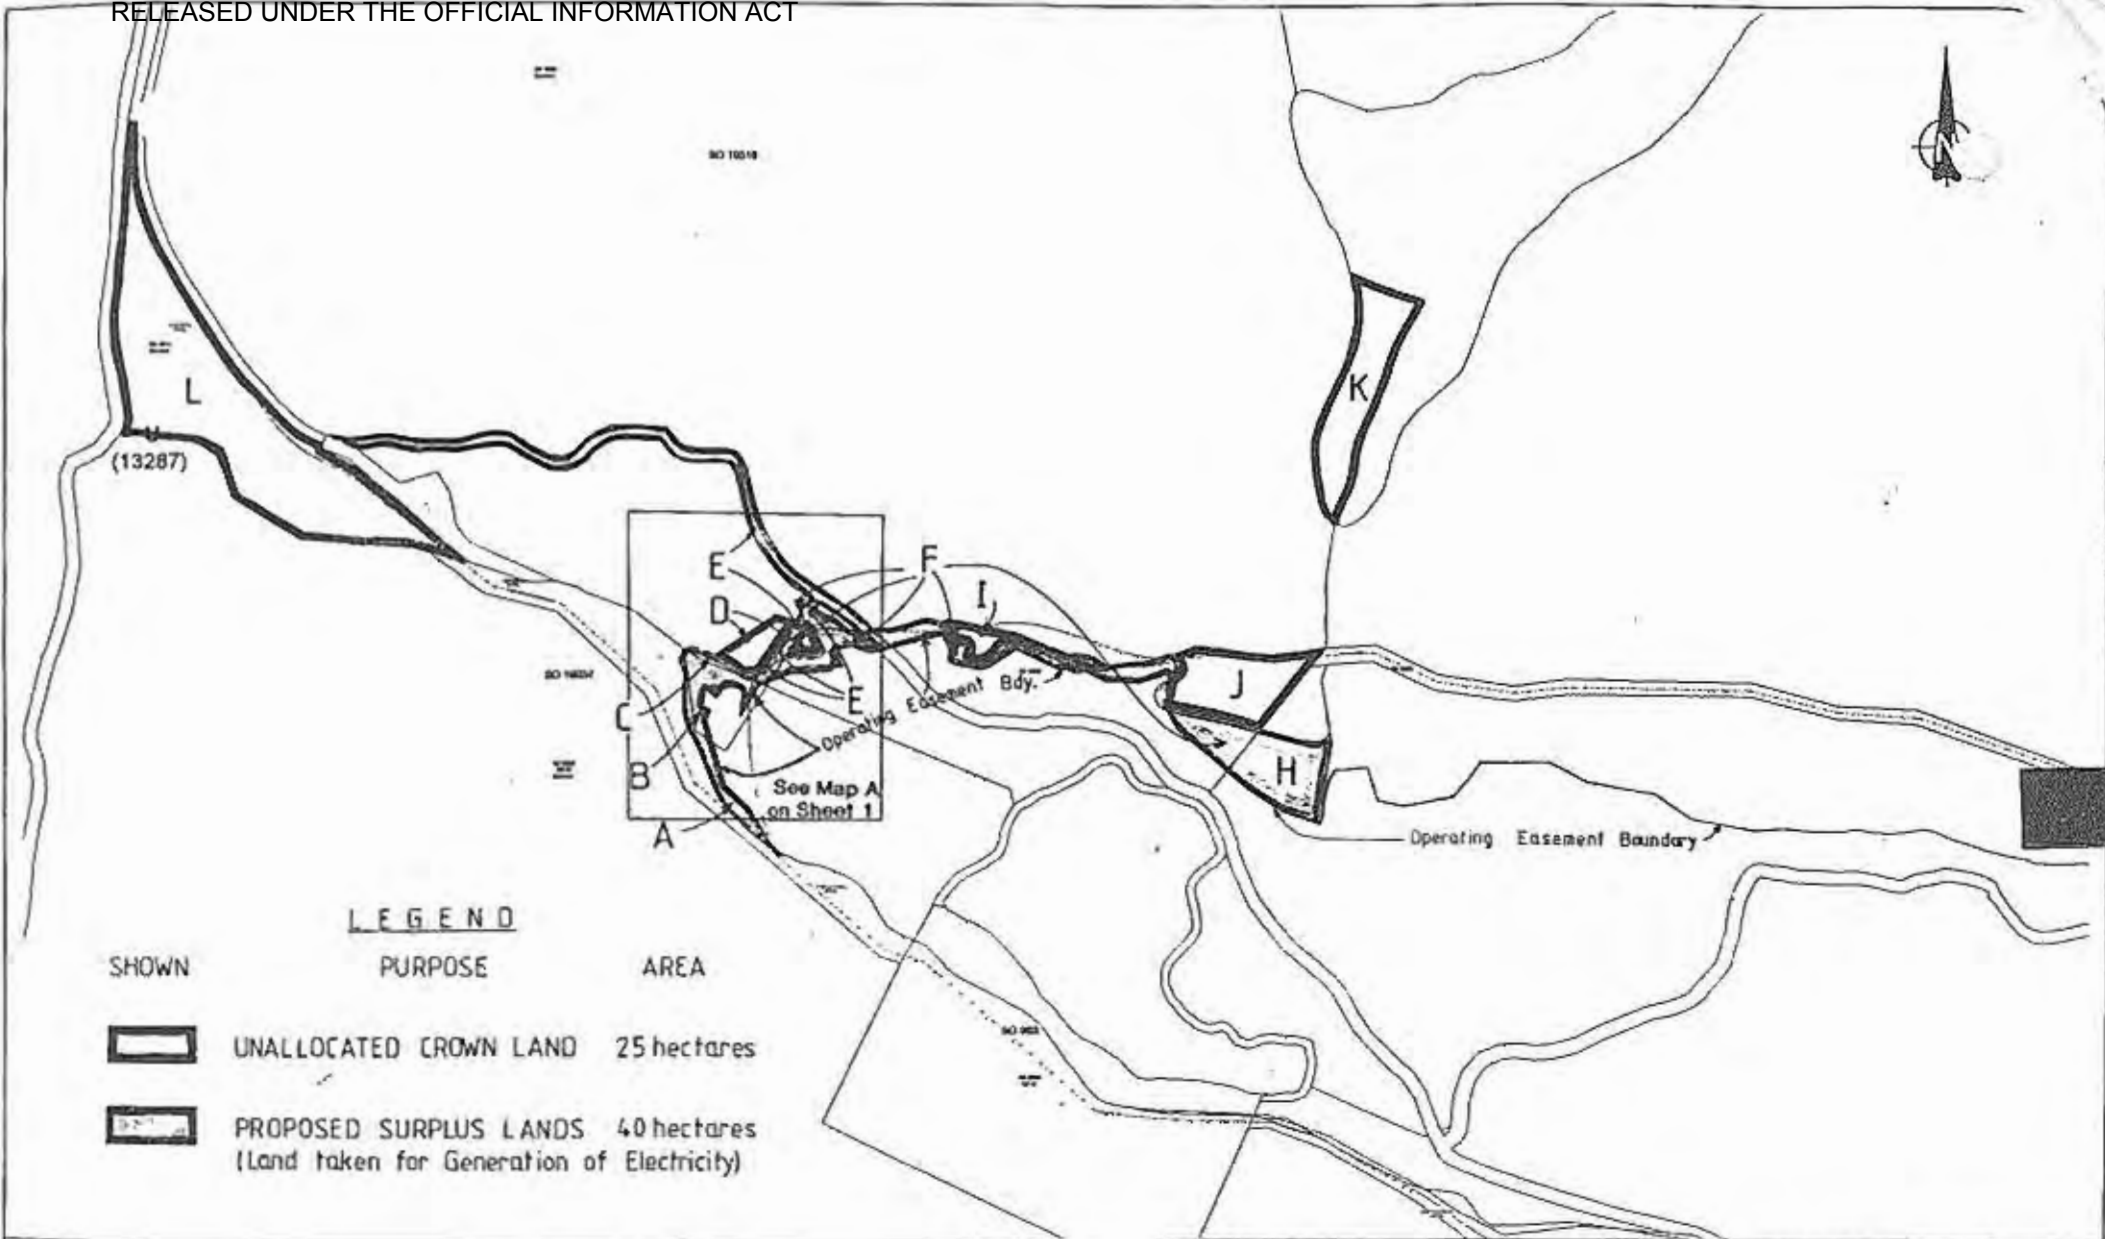 RELEASED UNDER THE OFFICIAL INFORMATION ACT
N
L
(13287)
K
E
F
D
I
C
E
J
Operating Easement Bdy.
B
H
See Map A
on Sheet 1
A
Operating Easement Boundary
LEGEND
SHOWN PURPOSE AREA
UNALLOCATED CROWN LAND 25 hectares
PROPOSED SURPLUS LANDS 40 hectares
(Land taken for Generation of Electricity)